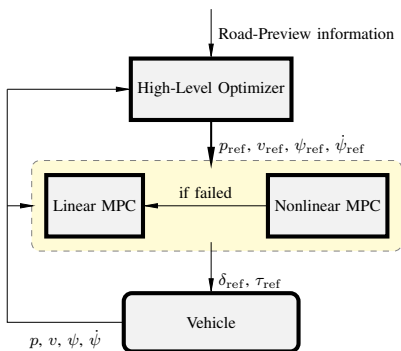 Road-Preview information
High-Level Optimizer
p_ref, v_ref, ψ_ref, ψ̇_ref
Linear MPC
if failed
Nonlinear MPC
δ_ref, τ_ref
Vehicle
p, v, ψ, ψ̇